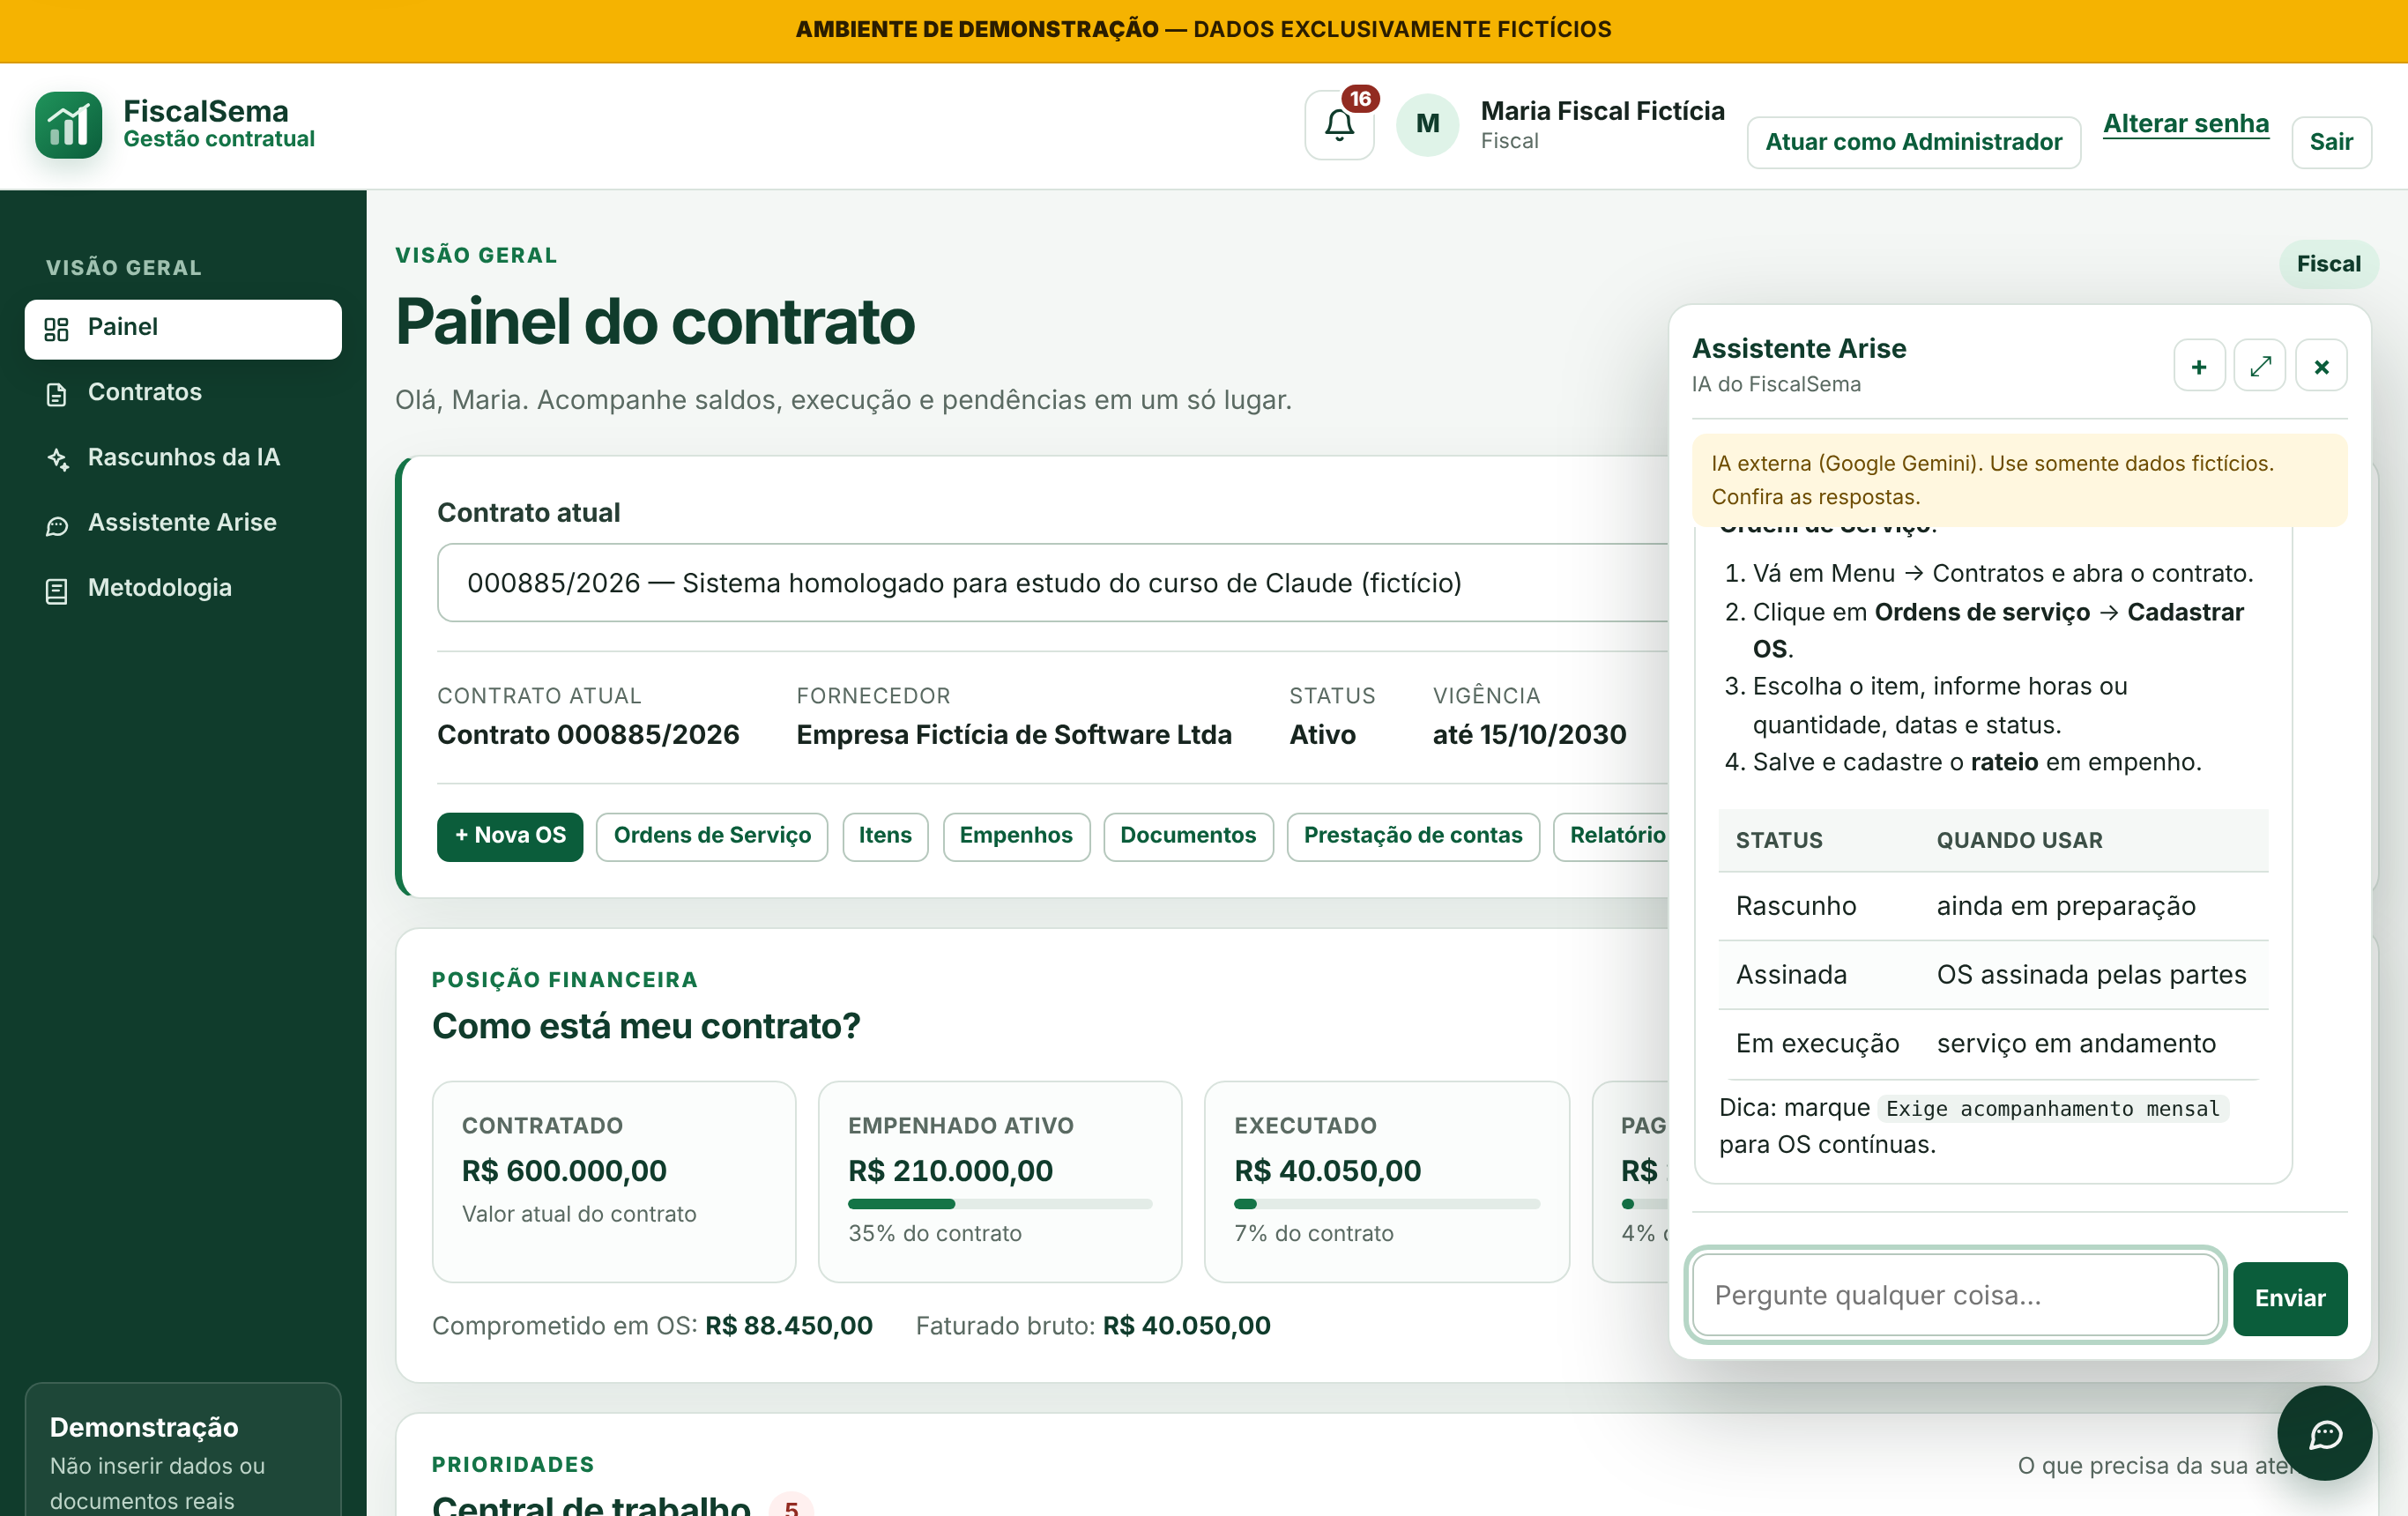 AMBIENTE DE DEMONSTRAÇÃO — DADOS EXCLUSIVAMENTE FICTÍCIOS
FiscalSema
Gestão contratual
16
M
Maria Fiscal Fictícia
Fiscal
Atuar como Administrador
Alterar senha
Sair
VISÃO GERAL
Painel
Contratos
Rascunhos da IA
Assistente Arise
Metodologia
Demonstração
Não inserir dados ou
documentos reais
VISÃO GERAL
Fiscal
Painel do contrato
Olá, Maria. Acompanhe saldos, execução e pendências em um só lugar.
Contrato atual
000885/2026 — Sistema homologado para estudo do curso de Claude (fictício)
CONTRATO ATUAL
Contrato 000885/2026
FORNECEDOR
Empresa Fictícia de Software Ltda
STATUS
Ativo
VIGÊNCIA
até 15/10/2030
+ Nova OS
Ordens de Serviço
Itens
Empenhos
Documentos
Prestação de contas
Relatório
POSIÇÃO FINANCEIRA
Como está meu contrato?
CONTRATADO
R$ 600.000,00
Valor atual do contrato
EMPENHADO ATIVO
R$ 210.000,00
35% do contrato
EXECUTADO
R$ 40.050,00
7% do contrato
PAG
R$
4%
Comprometido em OS: R$ 88.450,00
Faturado bruto: R$ 40.050,00
PRIORIDADES
Central de trabalho 5
O que precisa da sua
Assistente Arise
IA do FiscalSema
+
×
IA externa (Google Gemini). Use somente dados fictícios.
Confira as respostas.
Ordem de Serviço.
1. Vá em Menu → Contratos e abra o contrato.
2. Clique em Ordens de serviço → Cadastrar
OS.
3. Escolha o item, informe horas ou
quantidade, datas e status.
4. Salve e cadastre o rateio em empenho.
STATUS QUANDO USAR
Rascunho ainda em preparação
Assinada OS assinada pelas partes
Em execução serviço em andamento
Dica: marque Exige acompanhamento mensal
para OS contínuas.
Pergunte qualquer coisa...
Enviar